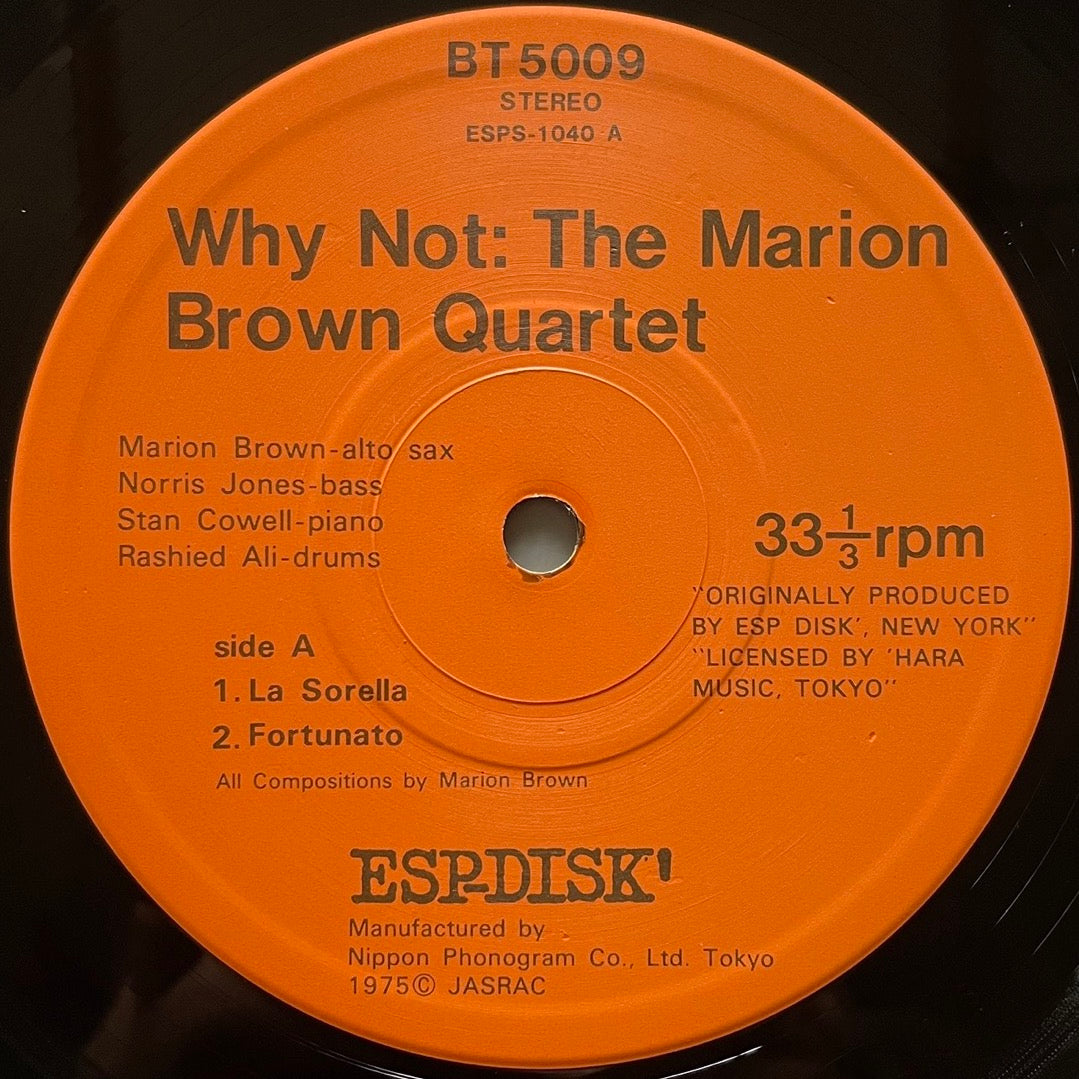 BT5009
STEREO
ESPS-1040 A
Why Not: The Marion
Brown Quartet
Marion Brown-alto sax
Norris Jones-bass
Stan Cowell-piano
Rashied Ali-drums
33 1/3 rpm
"ORIGINALLY PRODUCED
BY ESP DISK', NEW YORK"
"LICENSED BY 'HARA
MUSIC, TOKYO"
side A
1. La Sorella
2. Fortunato
All Compositions by Marion Brown
ESP-DISK'
Manufactured by
Nippon Phonogram Co., Ltd. Tokyo
1975© JASRAC